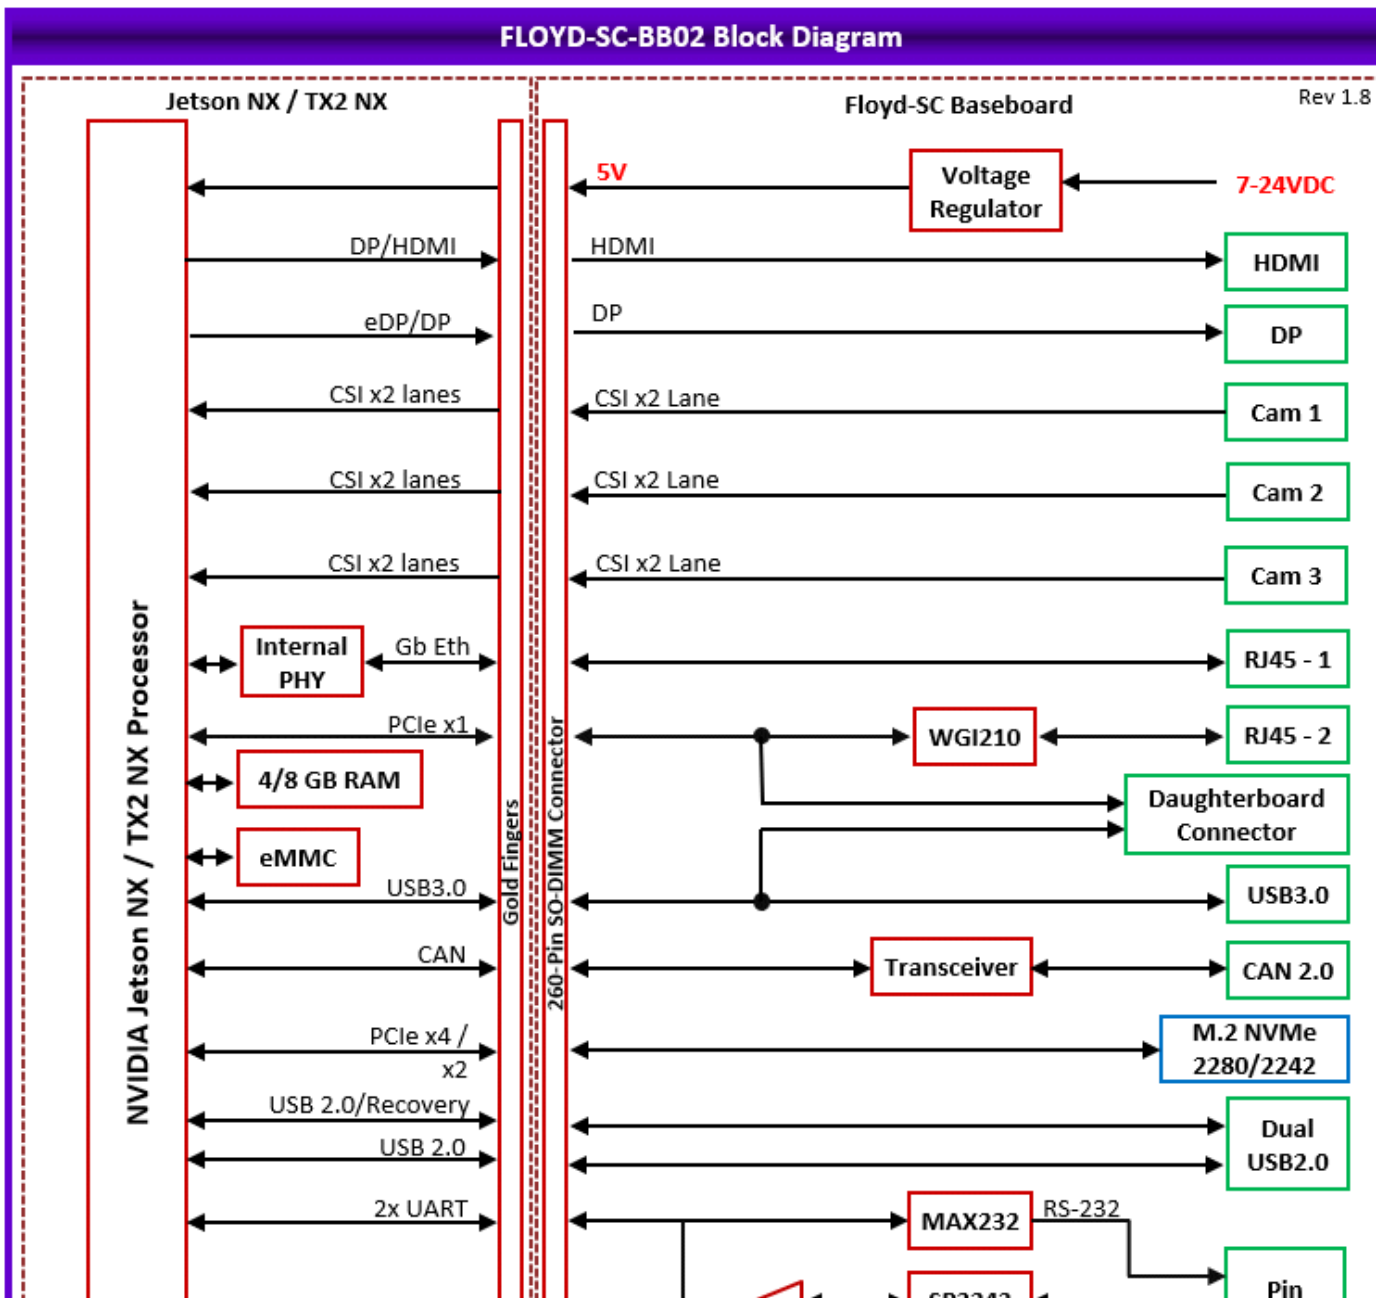 FLOYD-SC-BB02 Block Diagram
Jetson NX / TX2 NX
Floyd-SC Baseboard
Rev 1.8
5V
Voltage
Regulator
7-24VDC
DP/HDMI
HDMI
HDMI
eDP/DP
DP
DP
CSI x2 lanes
CSI x2 Lane
Cam 1
CSI x2 lanes
CSI x2 Lane
Cam 2
CSI x2 lanes
CSI x2 Lane
Cam 3
NVIDIA Jetson NX / TX2 NX Processor
Internal
PHY
Gb Eth
RJ45 - 1
PCIe x1
WGI210
RJ45 - 2
4/8 GB RAM
Daughterboard
Connector
Gold Fingers
260-Pin SO-DIMM Connector
eMMC
USB3.0
USB3.0
CAN
Transceiver
CAN 2.0
PCIe x4 /
x2
M.2 NVMe
2280/2242
USB 2.0/Recovery
USB 2.0
Dual
USB2.0
2x UART
MAX232
RS-232
Pin